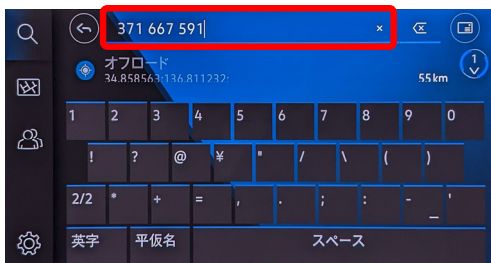 371 667 591 ×
オフロード
34.858563:136.811232:
55km
1
1 2 3 4 5 6 7 8 9 0
! ? @ ¥ " / \ ( )
2/2 * + = , . ; : - _ '
英字 平仮名 スペース